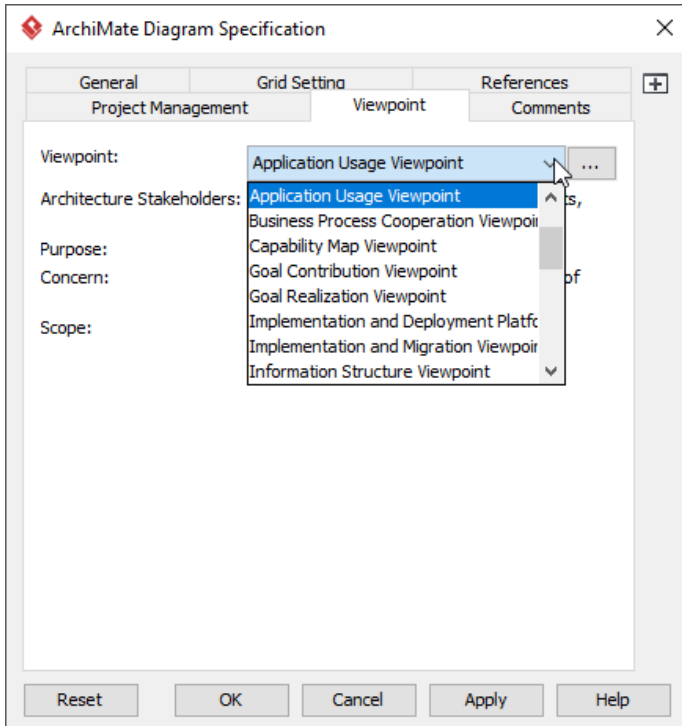 ArchiMate Diagram Specification
General Grid Setting References
Project Management Viewpoint Comments
Viewpoint: Application Usage Viewpoint ...
Architecture Stakeholders: Application Usage Viewpoint ts,
Business Process Cooperation Viewpoi
Purpose: Capability Map Viewpoint
Concern: Goal Contribution Viewpoint of
Goal Realization Viewpoint
Scope: Implementation and Deployment Platfo
Implementation and Migration Viewpoi
Information Structure Viewpoint
Reset OK Cancel Apply Help